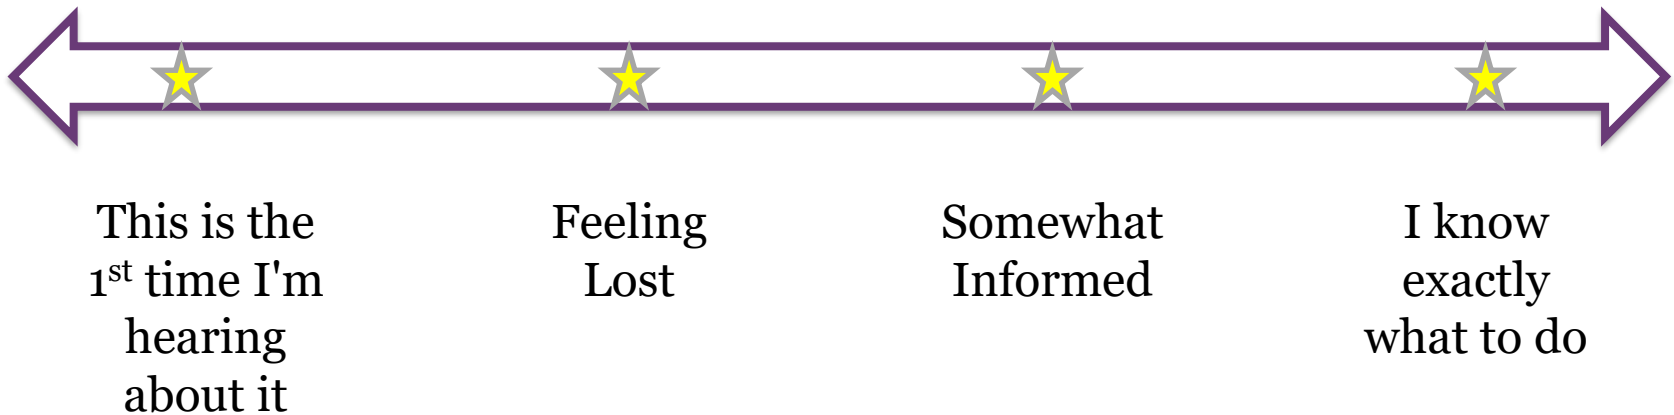 This is the
1st time I'm
hearing
about it
Feeling
Lost
Somewhat
Informed
I know
exactly
what to do